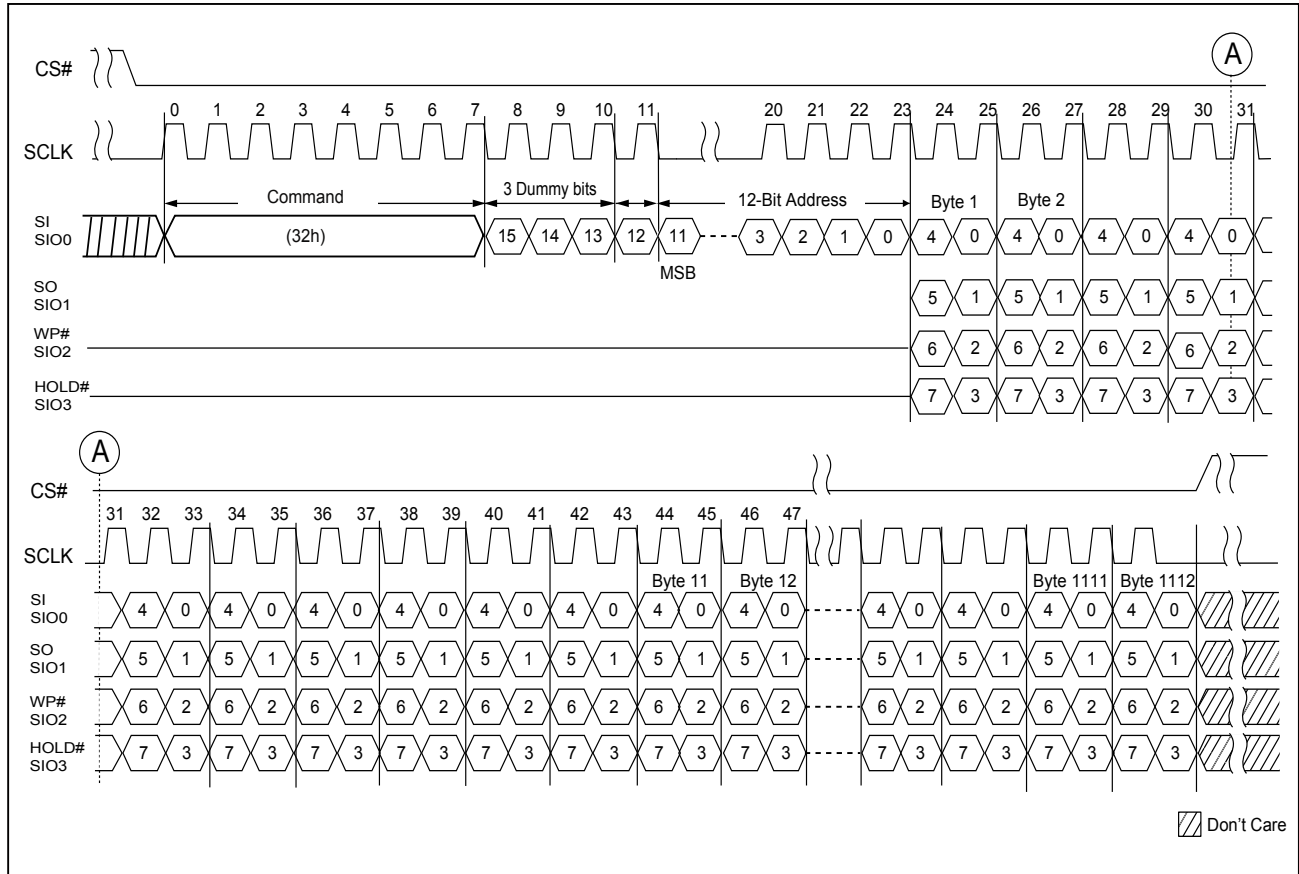 A
CS#
0 1 2 3 4 5 6 7 8 9 10 11 20 21 22 23 24 25 26 27 28 29 30 31
SCLK
Command 3 Dummy bits 12-Bit Address Byte 1 Byte 2
SI
SIO0
(32h) 15 14 13 12 11 3 2 1 0 4 0 4 0 4 0 4 0
MSB
SO
SIO1
5 1 5 1 5 1 5 1
WP#
SIO2
6 2 6 2 6 2 6 2
HOLD#
SIO3
7 3 7 3 7 3 7 3
A
CS#
31 32 33 34 35 36 37 38 39 40 41 42 43 44 45 46 47
SCLK
Byte 11 Byte 12 Byte 1111 Byte 1112
SI
SIO0
4 0 4 0 4 0 4 0 4 0 4 0 4 0 4 0 4 0 4 0 4 0 4 0
SO
SIO1
5 1 5 1 5 1 5 1 5 1 5 1 5 1 5 1 5 1 5 1 5 1 5 1
WP#
SIO2
6 2 6 2 6 2 6 2 6 2 6 2 6 2 6 2 6 2 6 2 6 2 6 2
HOLD#
SIO3
7 3 7 3 7 3 7 3 7 3 7 3 7 3 7 3 7 3 7 3 7 3 7 3
Don't Care